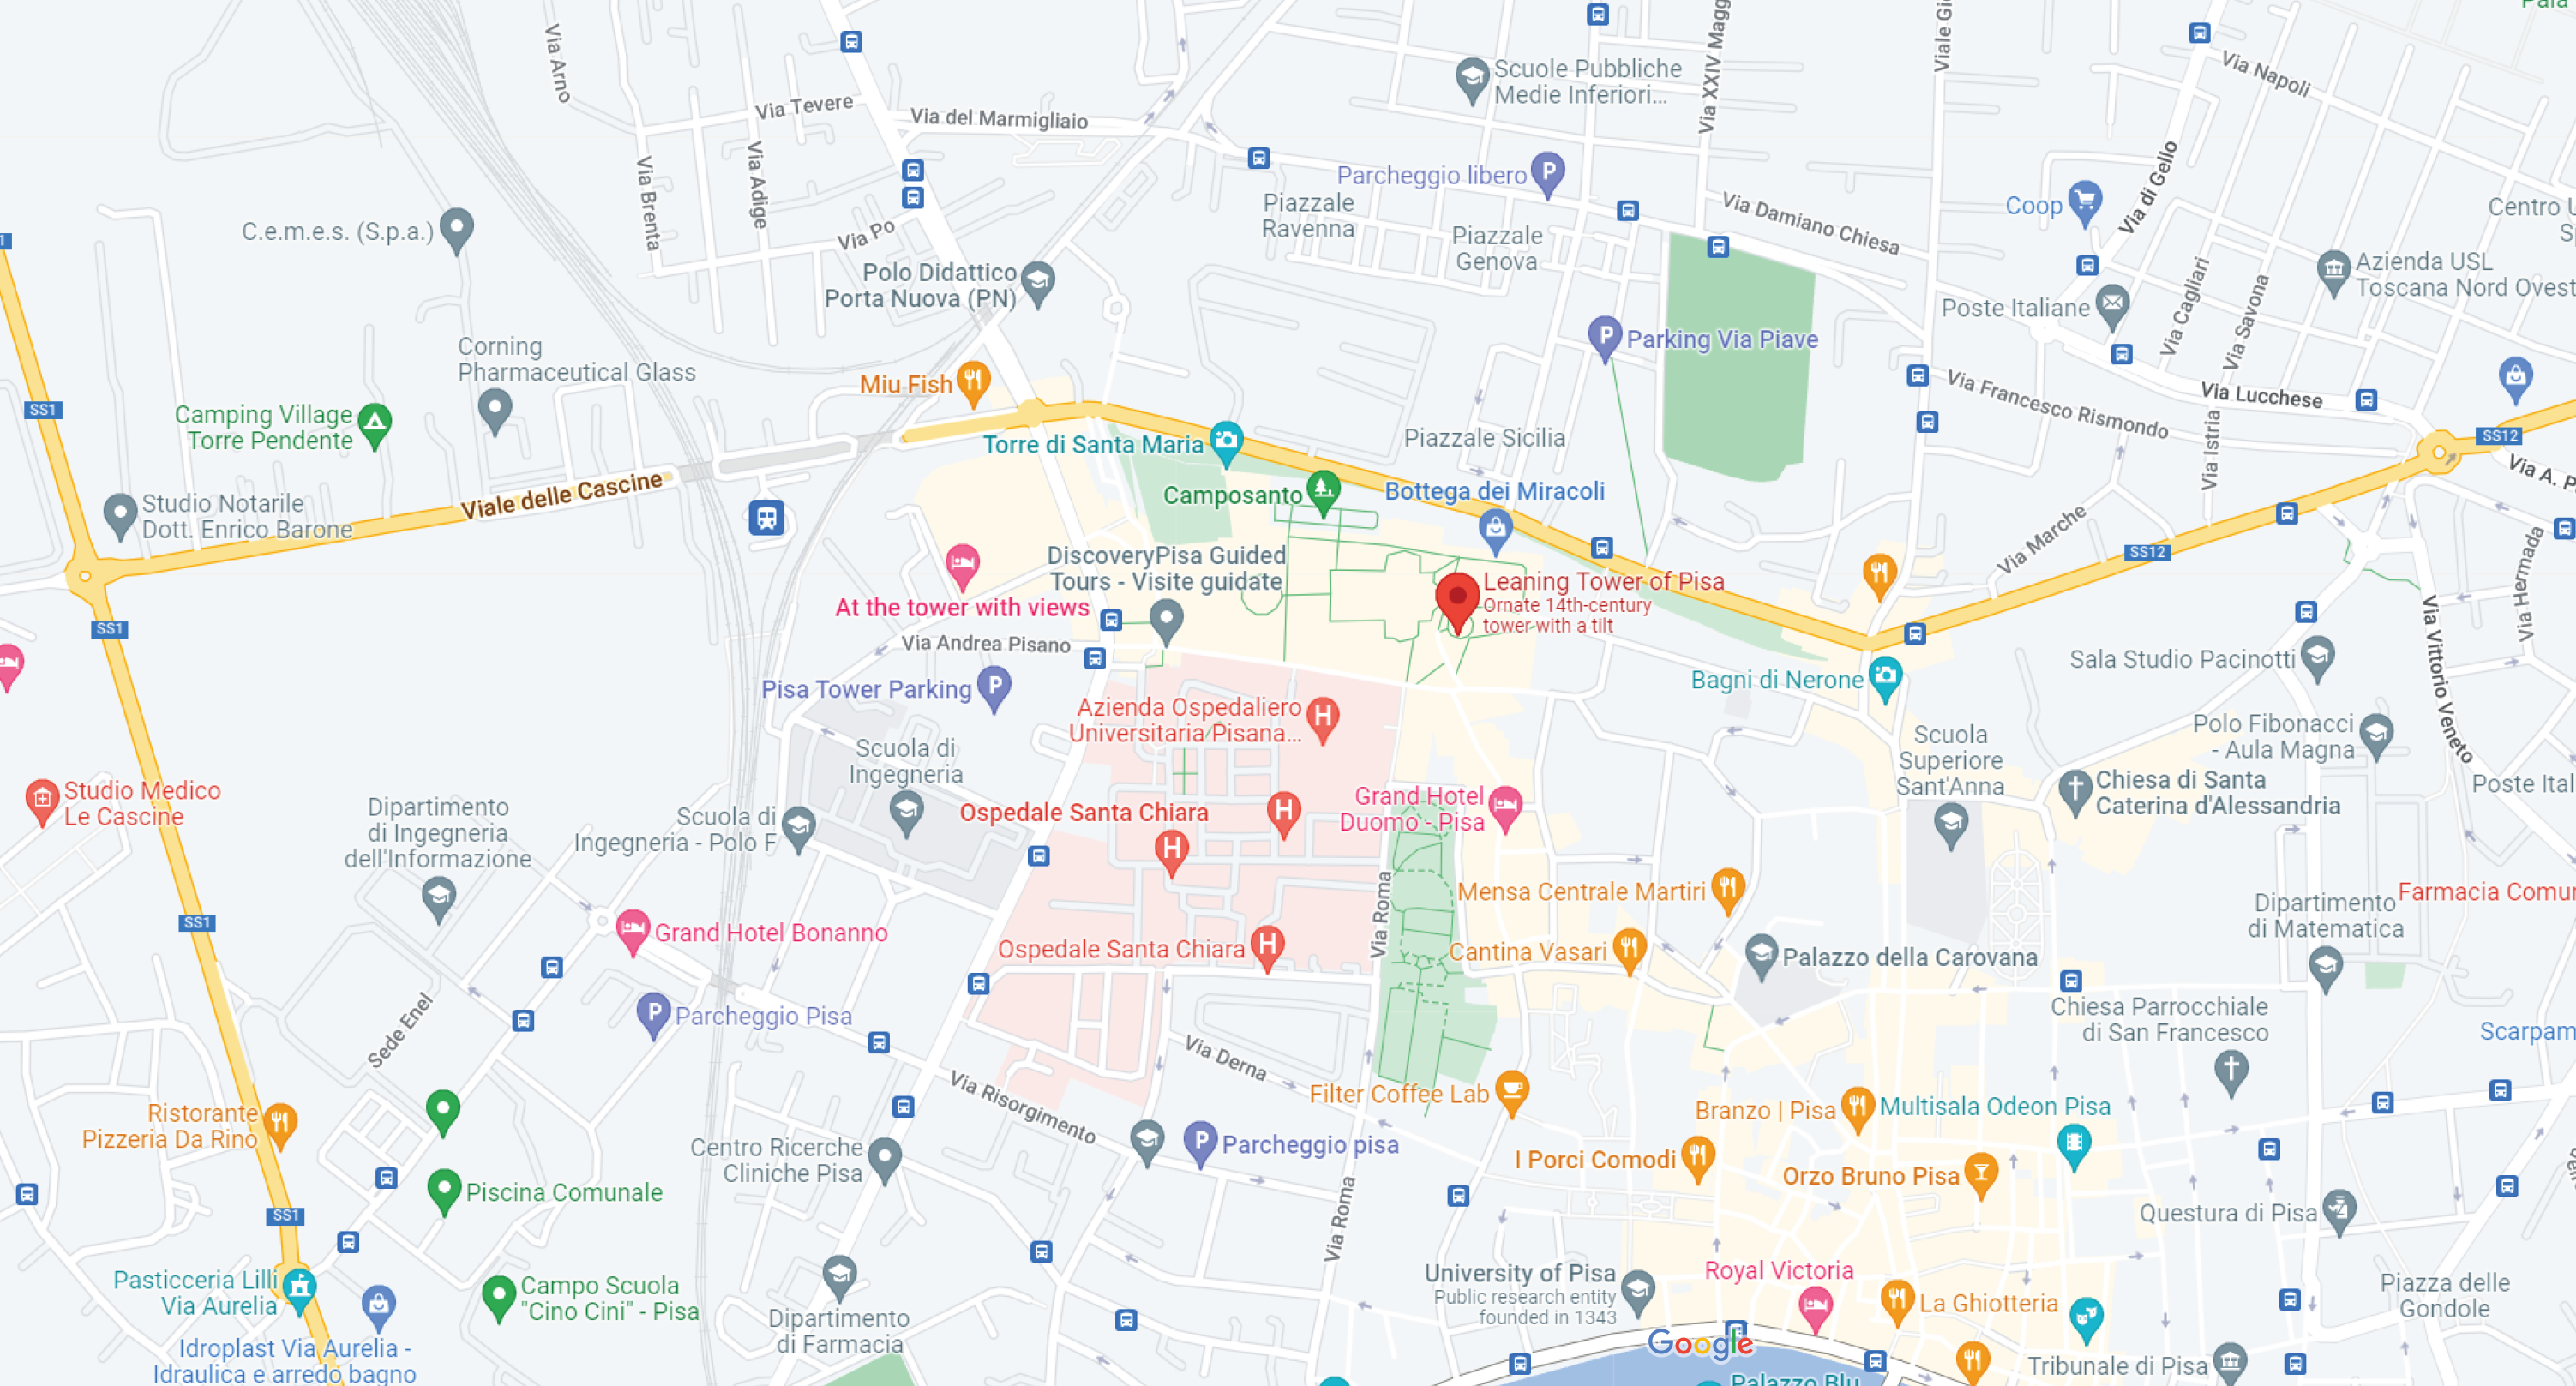 Via Arno
Via Tevere
Via del Marmigliaio
Via Brenta
Via Adige
Via Po
Scuole Pubbliche
Medie Inferiori...
Via XXIV Magg
Viale Gi
Via Napoli
Via di Gello
Parcheggio libero
Piazzale
Ravenna
Piazzale
Genova
Via Damiano Chiesa
Coop
Centro U
C.e.m.e.s. (S.p.a.)
Polo Didattico
Porta Nuova (PN)
Azienda USL
Toscana Nord Ovest
Poste Italiane
Via Cagliari
Via Savona
Parking Via Piave
Corning
Pharmaceutical Glass
Miu Fish
Camping Village
Torre Pendente
SS1
Via Francesco Rismondo
Via Lucchese
Via Istria
SS12
Via A. P
Torre di Santa Maria
Piazzale Sicilia
Camposanto
Bottega dei Miracoli
Viale delle Cascine
Studio Notarile
Dott. Enrico Barone
DiscoveryPisa Guided
Tours - Visite guidate
Via Marche
SS12
Via Hermada
At the tower with views
Leaning Tower of Pisa
Ornate 14th-century
tower with a tilt
SS1
Via Andrea Pisano
Pisa Tower Parking
Bagni di Nerone
Sala Studio Pacinotti
Via Vittorio Veneto
Azienda Ospedaliero
Universitaria Pisana...
Polo Fibonacci
- Aula Magna
Scuola di
Ingegneria
Scuola
Superiore
Sant'Anna
Chiesa di Santa
Caterina d'Alessandria
Poste Ital
Studio Medico
Le Cascine
Dipartimento
di Ingegneria
dell'Informazione
Scuola di
Ingegneria - Polo F
Ospedale Santa Chiara
Grand Hotel
Duomo - Pisa
Via Roma
Mensa Centrale Martiri
Farmacia Comu
Dipartimento
di Matematica
SS1
Grand Hotel Bonanno
Ospedale Santa Chiara
Cantina Vasari
Palazzo della Carovana
Sede Enel
Parcheggio Pisa
Chiesa Parrocchiale
di San Francesco
Scarpam
Via Derna
Via Risorgimento
Filter Coffee Lab
Branzo | Pisa
Multisala Odeon Pisa
Ristorante
Pizzeria Da Rino
Centro Ricerche
Cliniche Pisa
Parcheggio pisa
I Porci Comodi
Orzo Bruno Pisa
Piscina Comunale
Via Roma
Questura di Pisa
SS1
Pasticceria Lilli
Via Aurelia
Campo Scuola
"Cino Cini" - Pisa
University of Pisa
Public research entity
founded in 1343
Royal Victoria
La Ghiotteria
Piazza delle
Gondole
Dipartimento
di Farmacia
Idroplast Via Aurelia -
Idraulica e arredo bagno
Google
Tribunale di Pisa
Palazzo Blu